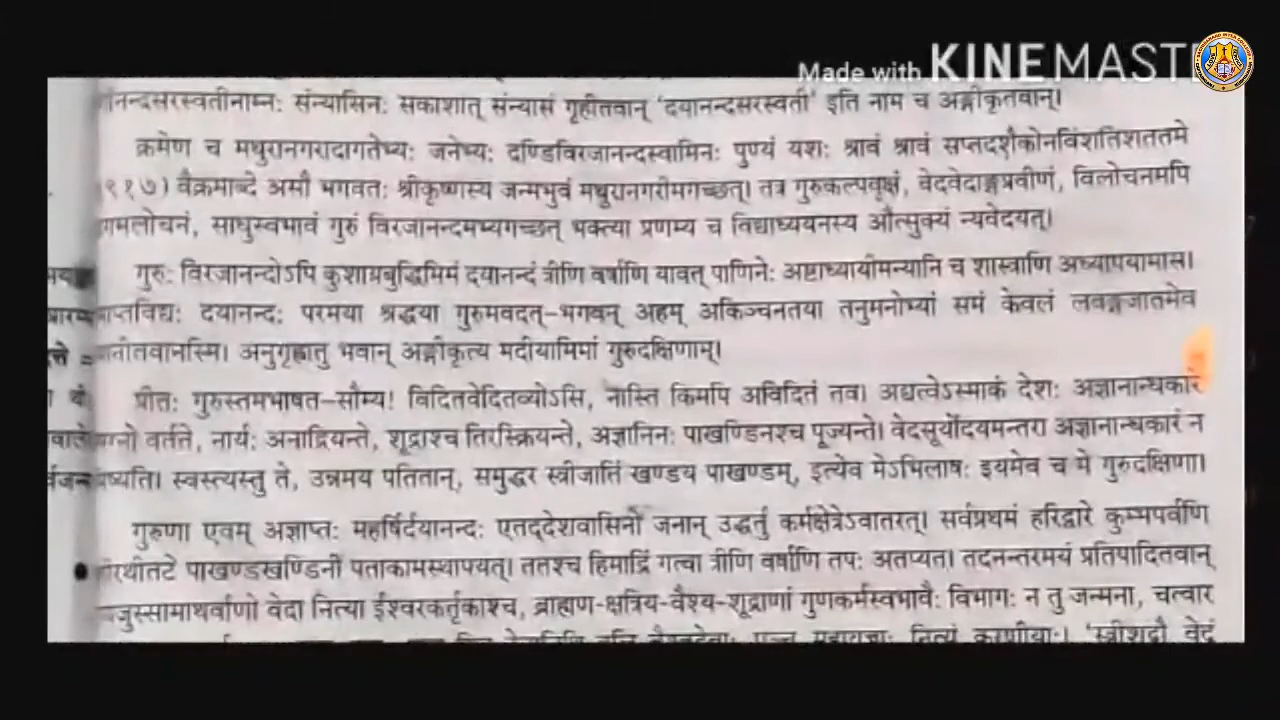 Made with KINEMAST
नन्दसरस्वतीनाम्नः संन्यासिनः सकाशात् संन्यासं गृहीतवान् 'दयानन्दसरस्वती' इति नाम च अङ्गीकृतवान्।
क्रमेण च मथुरानगरादागतेभ्यः जनेभ्यः दण्डिविरजानन्दस्वामिनः पुण्यं यशः श्रावं श्रावं सप्तदशैकोनविंशतिशततमे
९१७) वैक्रमाब्दे असौ भगवतः श्रीकृष्णस्य जन्मभुवं मथुरानगरीमगच्छत्। तत्र गुरुकल्पवृक्षं, वेदवेदाङ्गप्रवीणं, विलोचनमपि
गमलोचनं, साधुस्वभावं गुरुं विरजानन्दमभ्यगच्छत् भक्त्या प्रणम्य च विद्याध्ययनस्य औत्सुक्यं न्यवेदयत्।
गुरुः विरजानन्दोऽपि कुशाग्रबुद्धिमिमं दयानन्दं त्रीणि वर्षाणि यावत् पाणिनेः अष्टाध्यायीमन्यानि च शास्त्राणि अध्यापयामास।
प्तविद्यः दयानन्दः परमया श्रद्धया गुरुमवदत्–भगवन् अहम् अकिञ्चनतया तनुमनोभ्यां समं केवलं लवङ्गजातमेव
नीतवानस्मि। अनुगृह्णातु भवान् अङ्गीकृत्य मदीयामिमां गुरुदक्षिणाम्।
प्रीतः गुरुस्तमभाषत–सौम्य! विदितवेदितव्योऽसि, नास्ति किमपि अविदितं तव। अद्यत्वेऽस्माकं देशः अज्ञानान्धकारे
नो वर्तते, नार्यः अनाद्रियन्ते, शूद्राश्च तिरस्क्रियन्ते, अज्ञानिनः पाखण्डिनश्च पूज्यन्ते। वेदसूर्योदयमन्तरा अज्ञानान्धकारं न
ष्यति। स्वस्त्यस्तु ते, उन्नमय पतितान्, समुद्धर स्त्रीजातिं खण्डय पाखण्डम्, इत्येव मेऽभिलाषः इयमेव च मे गुरुदक्षिणा।
गुरुणा एवम् अज्ञाप्तः महर्षिर्दयानन्दः एतद्देशवासिनो जनान् उद्धर्तुं कर्मक्षेत्रेऽवातरत्। सर्वप्रथमं हरिद्वारे कुम्भपर्वणि
रथीतटे पाखण्डखण्डिनीं पताकामस्थापयत्। ततश्च हिमाद्रिं गत्वा त्रीणि वर्षाणि तपः अतप्यत। तदनन्तरमयं प्रतिपादितवान्
जुस्सामाथर्वाणो वेदा नित्या ईश्वरकर्तृकाश्च, ब्राह्मण-क्षत्रिय-वैश्य-शूद्राणां गुणकर्मस्वभावैः विभागः न तु जन्मना, चत्वार
नित्यं करणीयाः। 'स्त्रीशूद्रौ वेदं